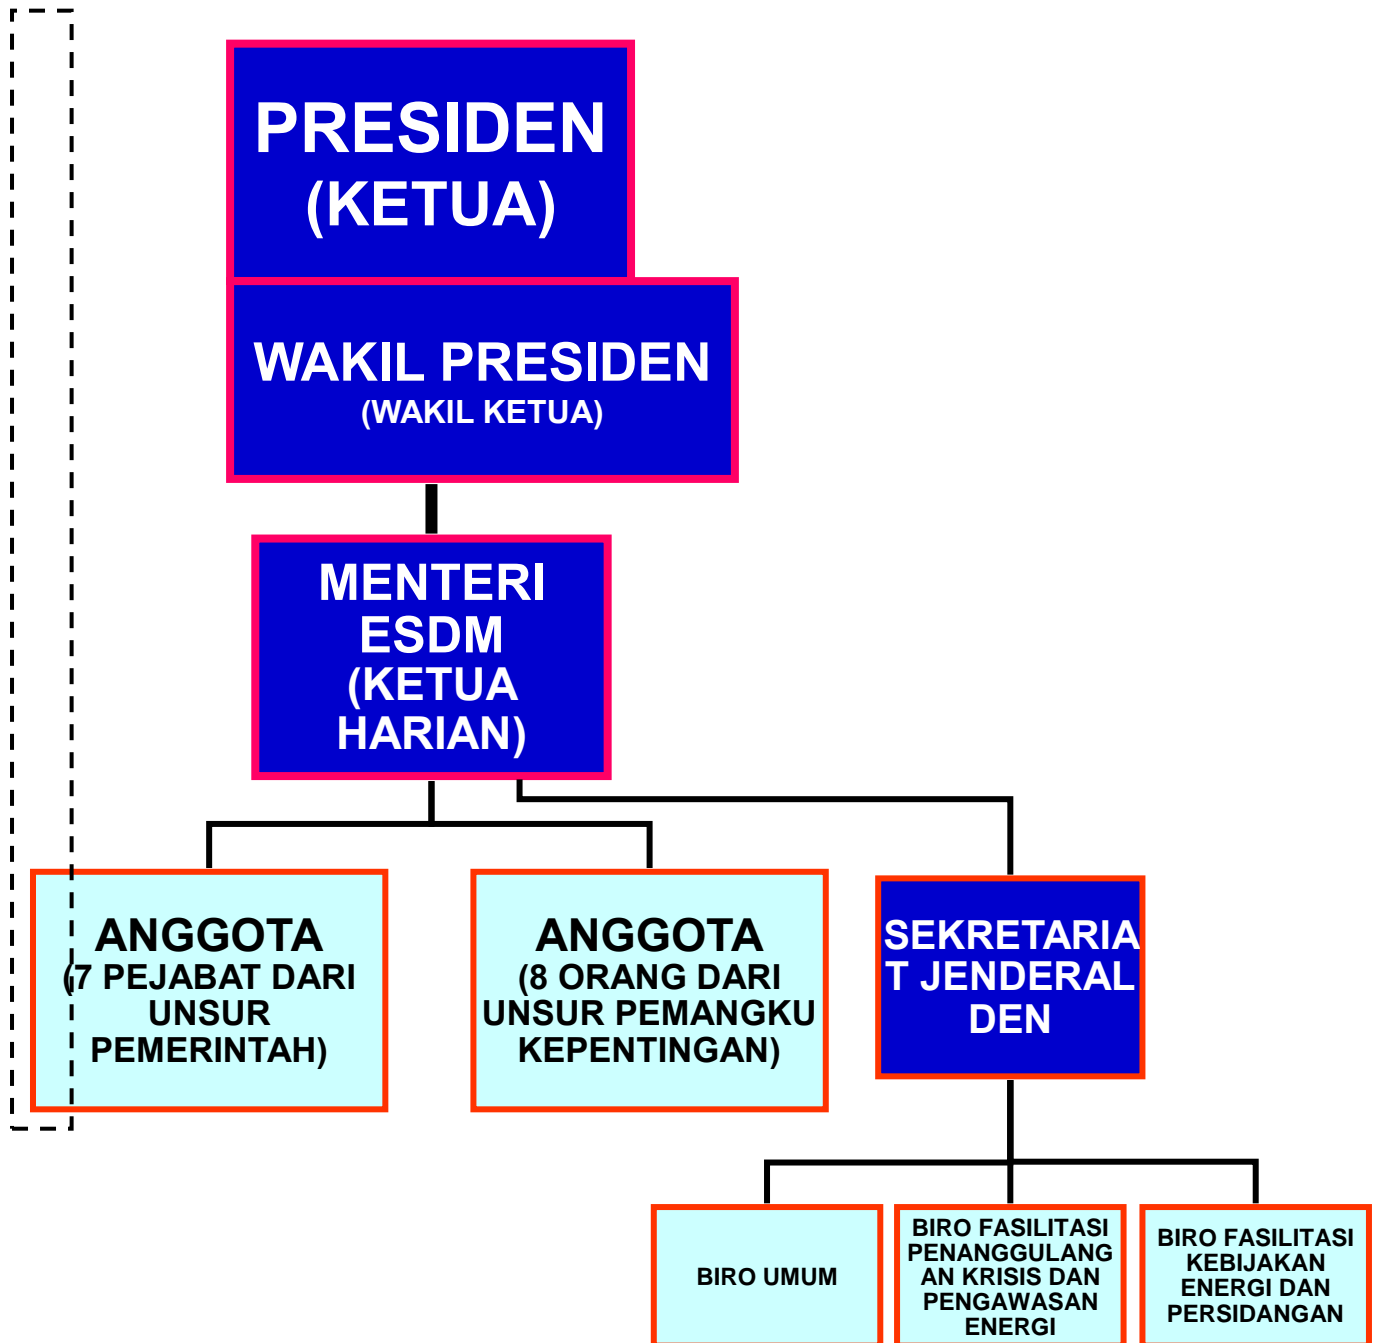 PRESIDEN
(KETUA)
WAKIL PRESIDEN
(WAKIL KETUA)
MENTERI
ESDM
(KETUA
HARIAN)
ANGGOTA
(7 PEJABAT DARI
UNSUR
PEMERINTAH)
ANGGOTA
(8 ORANG DARI
UNSUR PEMANGKU
KEPENTINGAN)
SEKRETARIA
T JENDERAL
DEN
BIRO UMUM
BIRO FASILITASI
PENANGGULANG
AN KRISIS DAN
PENGAWASAN
ENERGI
BIRO FASILITASI
KEBIJAKAN
ENERGI DAN
PERSIDANGAN